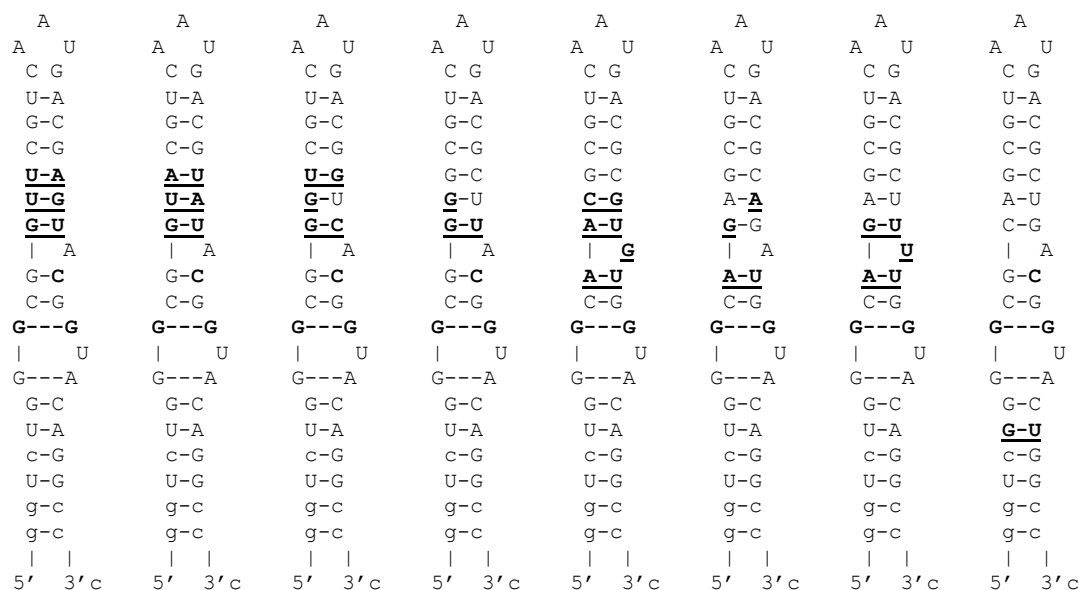 A A A A A A A A
A U A U A U A U A U A U A U A U
C G C G C G C G C G C G C G C G
U-A U-A U-A U-A U-A U-A U-A U-A
G-C G-C G-C G-C G-C G-C G-C G-C
C-G C-G C-G C-G C-G C-G C-G C-G
U-A A-U U-G G-C G-C G-C G-C G-C
U-G U-A G-U G-U C-G A-A A-U A-U
G-U G-U G-C G-U A-U G-G G-U C-G
| A | A | A | A | G | A | U | A
G-C G-C G-C G-C A-U A-U A-U G-C
C-G C-G C-G C-G C-G C-G C-G C-G
G---G G---G G---G G---G G---G G---G G---G G---G
| U | U | U | U | U | U | U | U
G---A G---A G---A G---A G---A G---A G---A G---A
G-C G-C G-C G-C G-C G-C G-C G-C
U-A U-A U-A U-A U-A U-A U-A G-U
c-G c-G c-G c-G c-G c-G c-G c-G
U-G U-G U-G U-G U-G U-G U-G U-G
g-c g-c g-c g-c g-c g-c g-c g-c
g-c g-c g-c g-c g-c g-c g-c g-c
| | | | | | | | | | | | | | | |
5' 3'c 5' 3'c 5' 3'c 5' 3'c 5' 3'c 5' 3'c 5' 3'c 5' 3'c